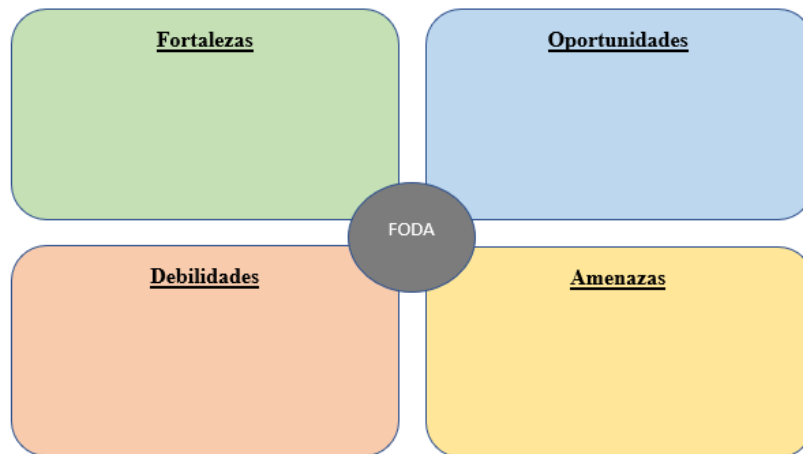 Fortalezas
Oportunidades
FODA
Debilidades
Amenazas